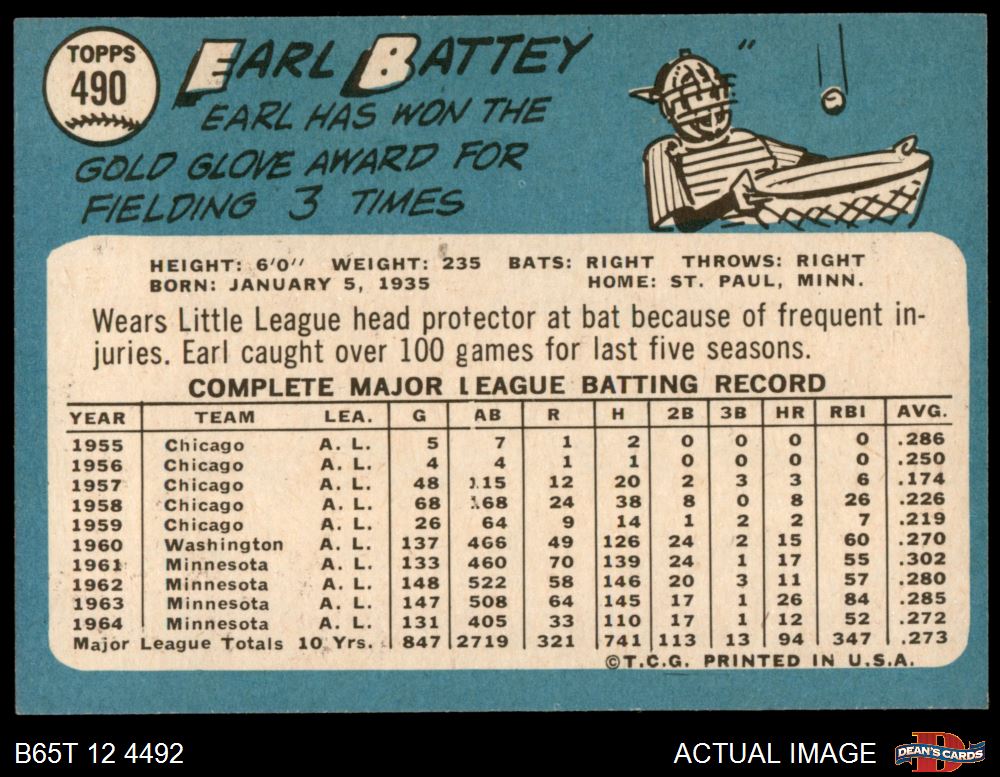 TOPPS
490
EARL BATTEY
EARL HAS WON THE
GOLD GLOVE AWARD FOR
FIELDING 3 TIMES
HEIGHT: 6'0" WEIGHT: 235 BATS: RIGHT THROWS: RIGHT
BORN: JANUARY 5, 1935 HOME: ST. PAUL, MINN.
Wears Little League head protector at bat because of frequent in-
juries. Earl caught over 100 games for last five seasons.
COMPLETE MAJOR LEAGUE BATTING RECORD
YEAR TEAM LEA. G AB R H 2B 3B HR RBI AVG.
1955 Chicago A. L. 5 7 1 2 0 0 0 0 .286
1956 Chicago A. L. 4 4 1 1 0 0 0 0 .250
1957 Chicago A. L. 48 115 12 20 2 3 3 6 .174
1958 Chicago A. L. 68 168 24 38 8 0 8 26 .226
1959 Chicago A. L. 26 64 9 14 1 2 2 7 .219
1960 Washington A. L. 137 466 49 126 24 2 15 60 .270
1961 Minnesota A. L. 133 460 70 139 24 1 17 55 .302
1962 Minnesota A. L. 148 522 58 146 20 3 11 57 .280
1963 Minnesota A. L. 147 508 64 145 17 1 26 84 .285
1964 Minnesota A. L. 131 405 33 110 17 1 12 52 .272
Major League Totals 10 Yrs. 847 2719 321 741 113 13 94 347 .273
©T.C.G. PRINTED IN U.S.A.
B65T 12 4492 ACTUAL IMAGE
DEAN'S CARDS